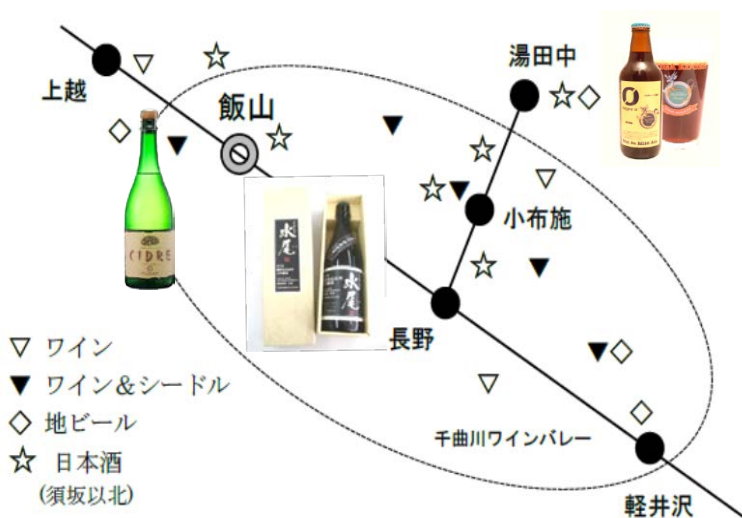 湯田中
上越
飯山
CIDRE
水尾
水尾
小布施
長野
▽ ワイン
▼ ワイン＆シードル
◇ 地ビール
☆ 日本酒
(須坂以北)
千曲川ワインバレー
軽井沢